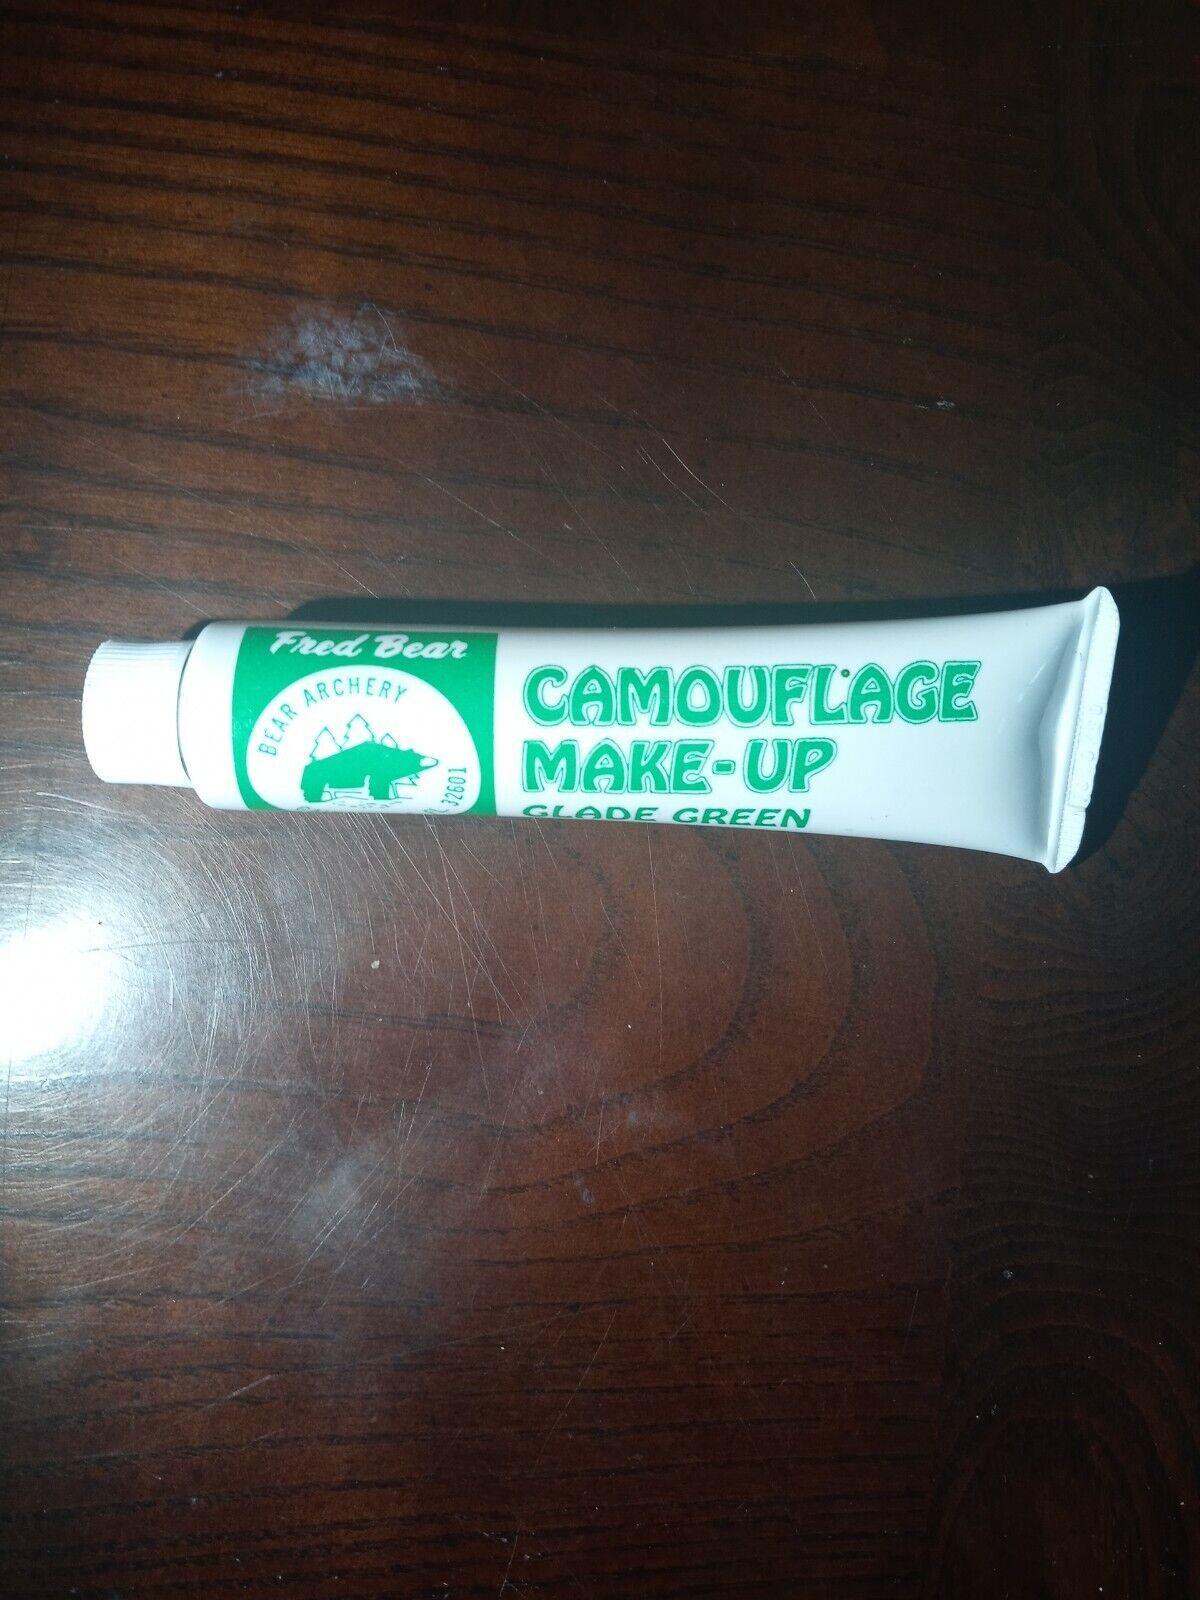 Fred Bear
BEAR ARCHERY
32601
CAMOUFLAGE
MAKE-UP
GLADE GREEN